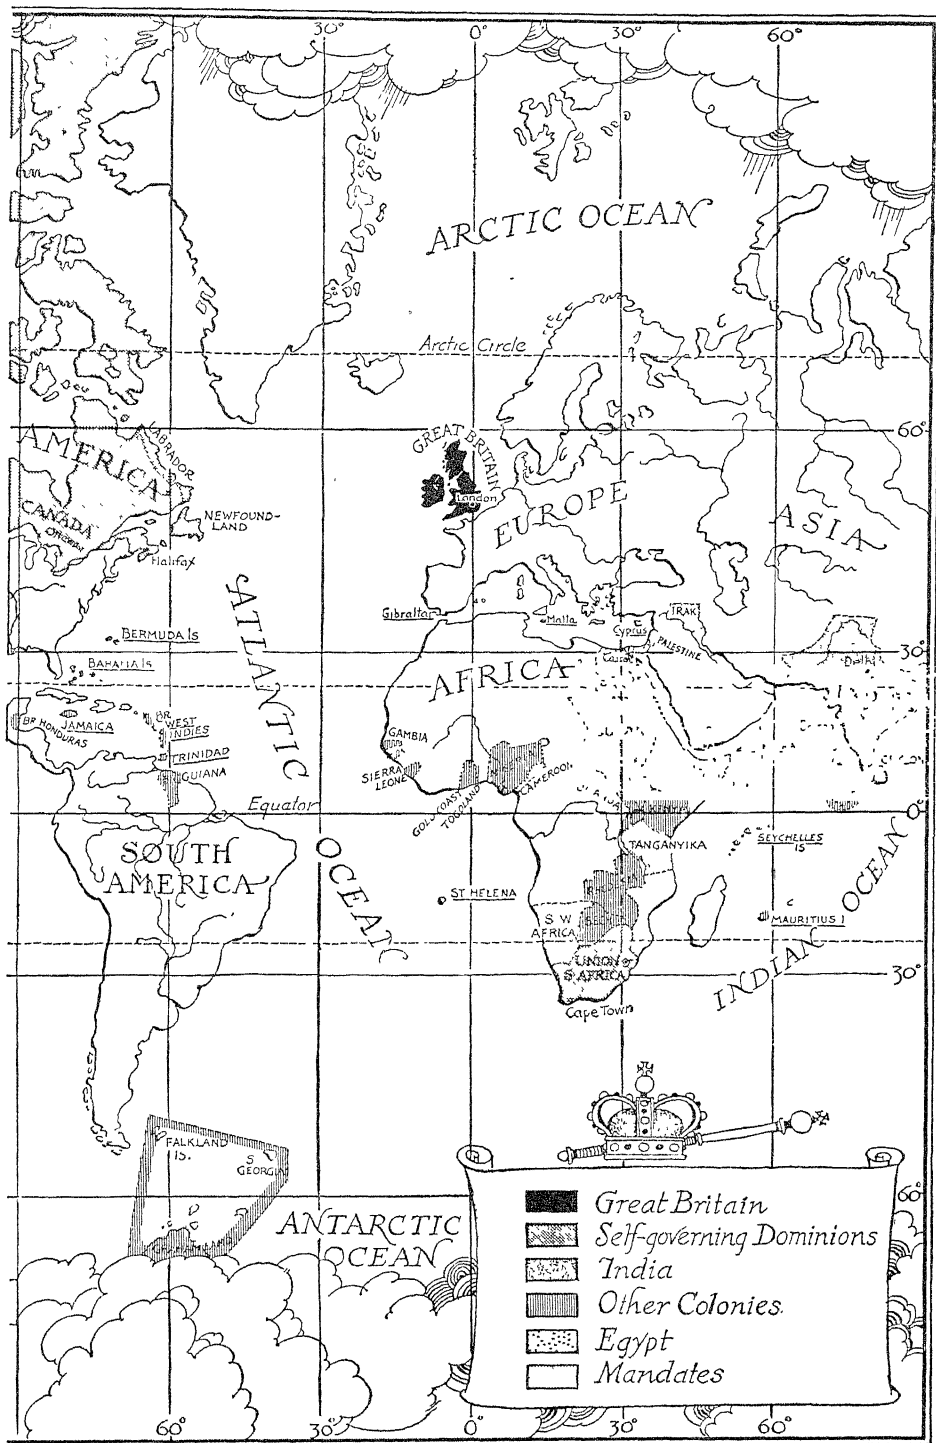 30°
0°
30°
60°
ARCTIC OCEAN
Arctic Circle
60°
AMERICA
LABRADOR
GREAT BRITAIN
London
EUROPE
ASIA
CANADA
Ottawa
NEWFOUND-
LAND
Halifax
ATLANTIC
OCEAN
Gibraltar
Malta
Cyprus
IRAK
PALESTINE
BERMUDA Is
BAHAMA Is
30°
Cairo
Delhi
AFRICA
BR HONDURAS
JAMAICA
BR.
WEST
INDIES
TRINIDAD
GUIANA
GAMBIA
SIERRA
LEONE
GOLD COAST
TOGOLAND
CAMEROON
Equator
0°
KENYA
TANGANYIKA
SEYCHELLES
IS
SOUTH
AMERICA
ST HELENA
S W
AFRICA
MAURITIUS I
INDIAN OCEAN
UNION of
S AFRICA
30°
Cape Town
FALKLAND
IS.
S
GEORGIA
ANTARCTIC
OCEAN
60°
Great Britain
Self-governing Dominions
India
Other Colonies.
Egypt
Mandates
60°
30°
0°
30°
60°